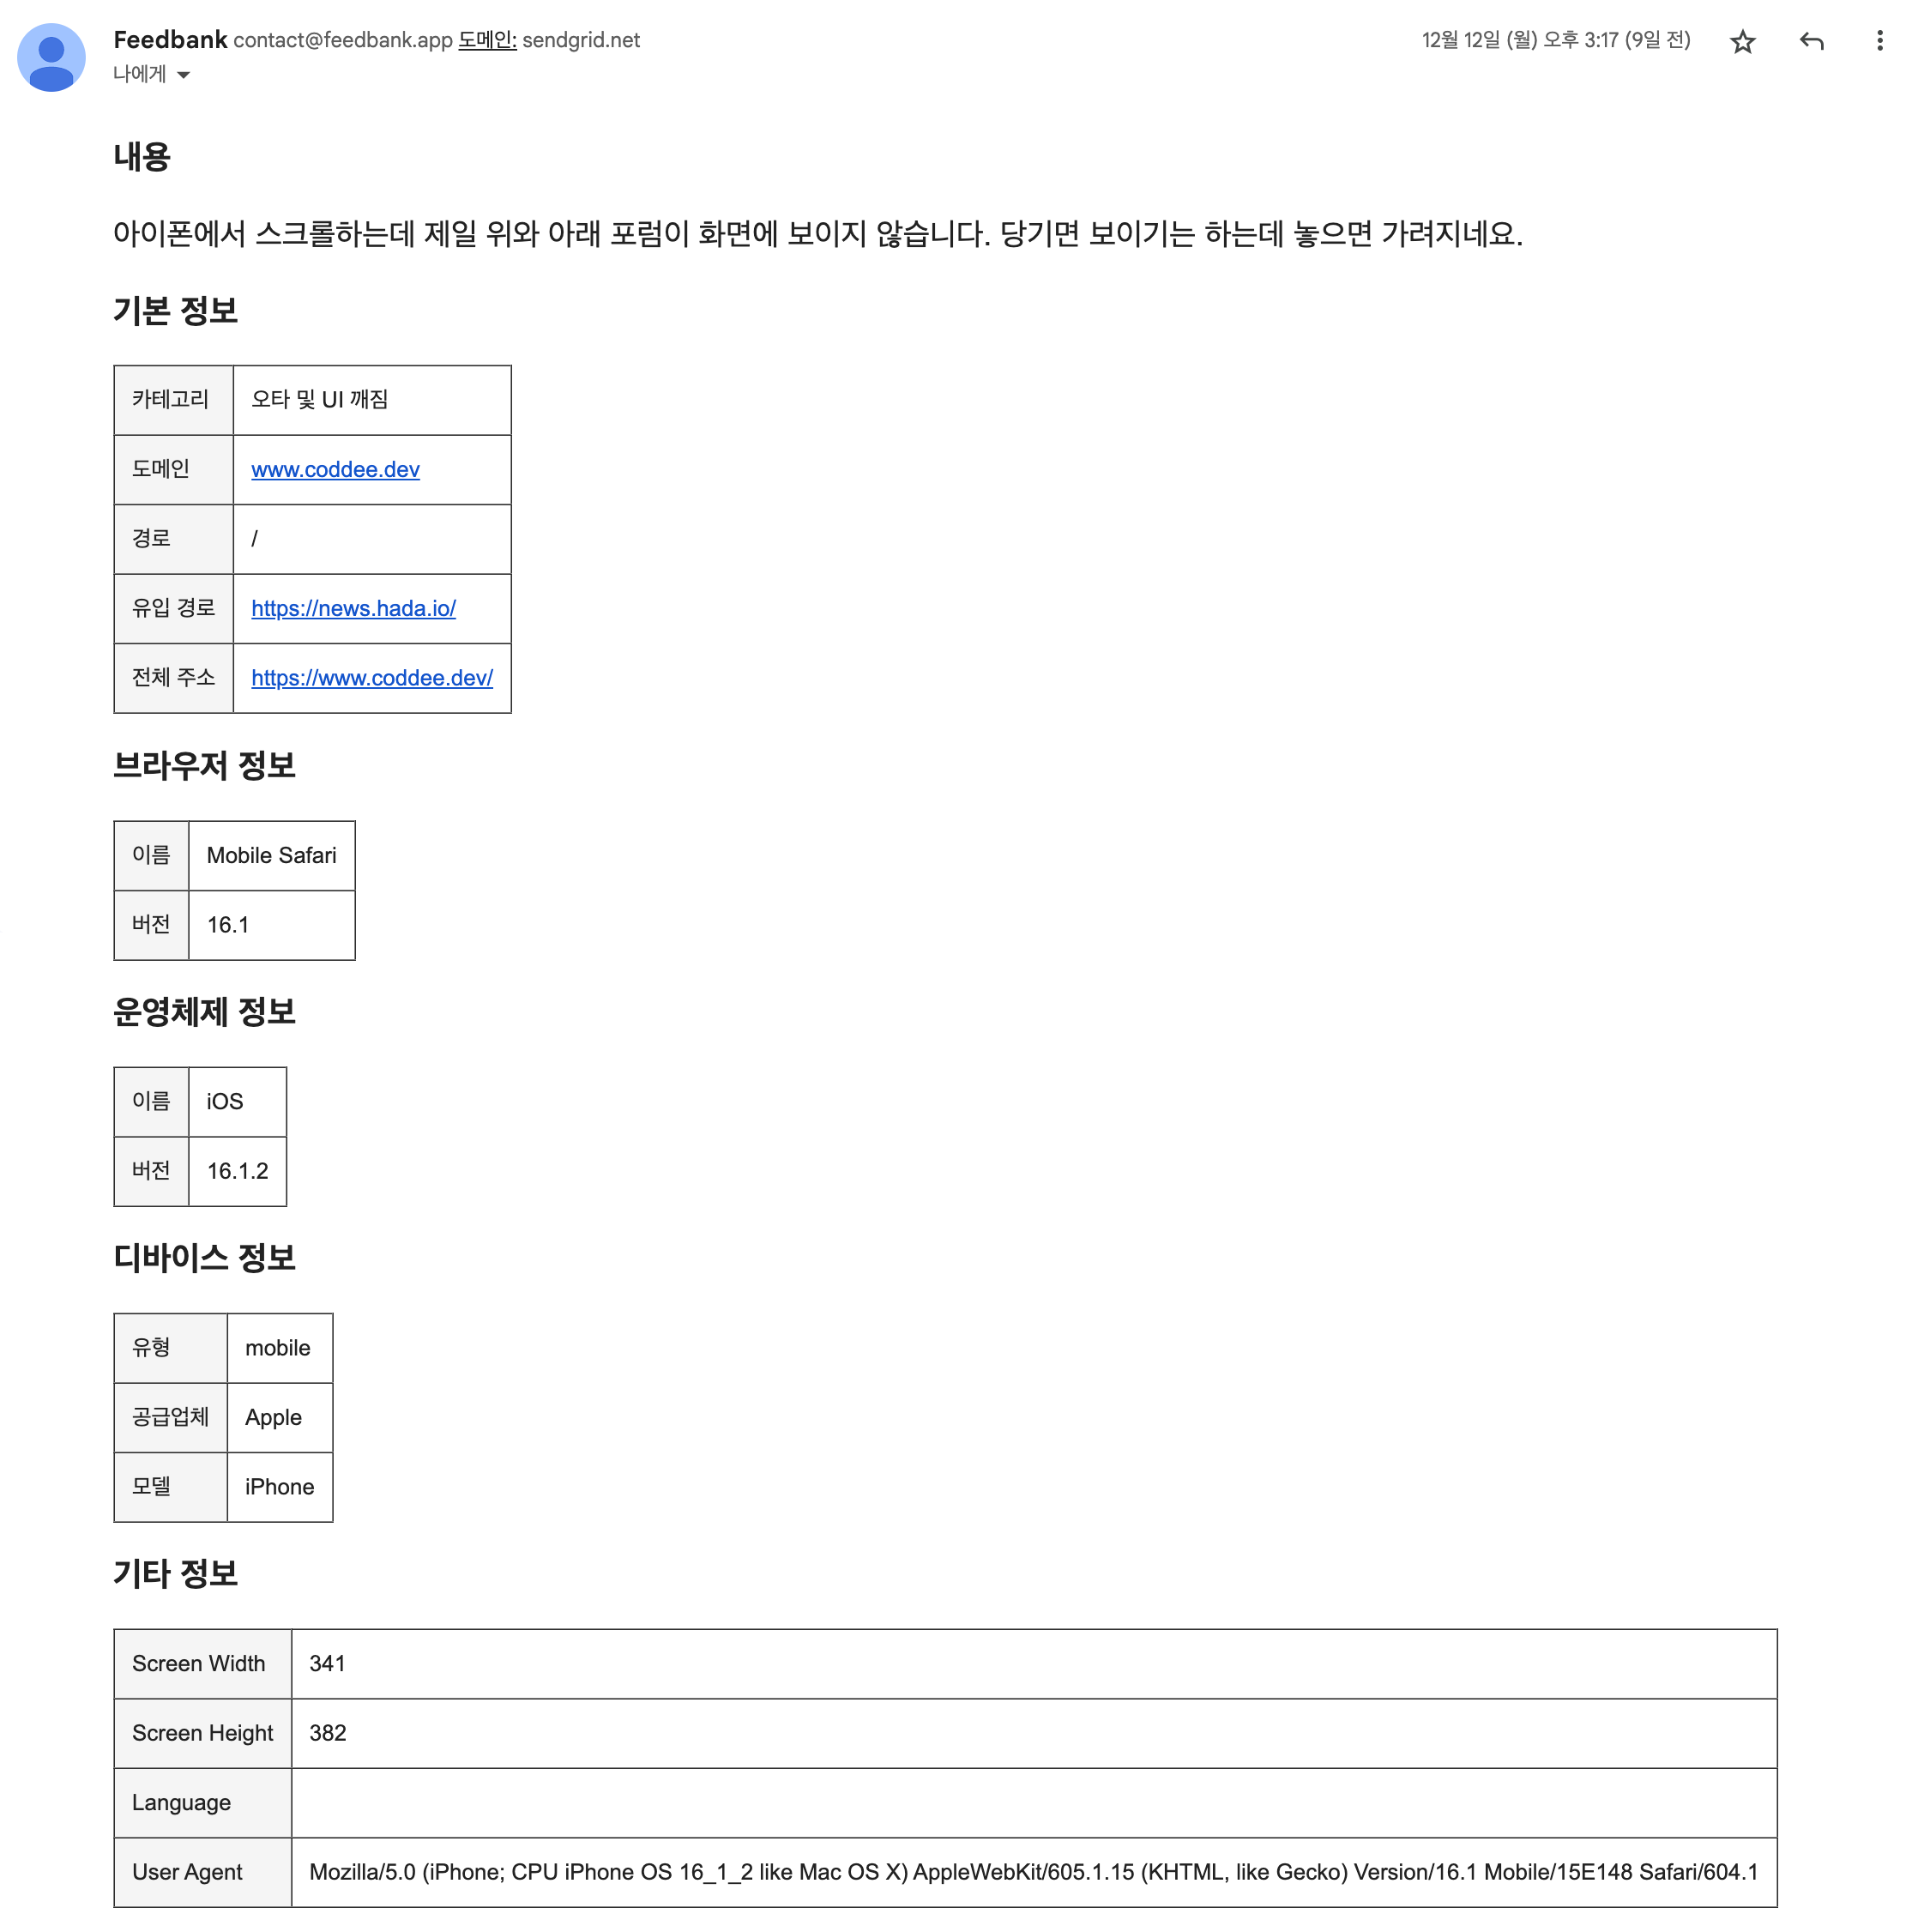 Feedbank contact@feedbank.app 도메인: sendgrid.net 12월 12일 (월) 오후 3:17 (9일 전)
나에게
내용
아이폰에서 스크롤하는데 제일 위와 아래 포럼이 화면에 보이지 않습니다. 당기면 보이기는 하는데 놓으면 가려지네요.
기본 정보
카테고리 오타 및 UI 깨짐
도메인 www.coddee.dev
경로 /
유입 경로 https://news.hada.io/
전체 주소 https://www.coddee.dev/
브라우저 정보
이름 Mobile Safari
버전 16.1
운영체제 정보
이름 iOS
버전 16.1.2
디바이스 정보
유형 mobile
공급업체 Apple
모델 iPhone
기타 정보
Screen Width 341
Screen Height 382
Language
User Agent Mozilla/5.0 (iPhone; CPU iPhone OS 16_1_2 like Mac OS X) AppleWebKit/605.1.15 (KHTML, like Gecko) Version/16.1 Mobile/15E148 Safari/604.1